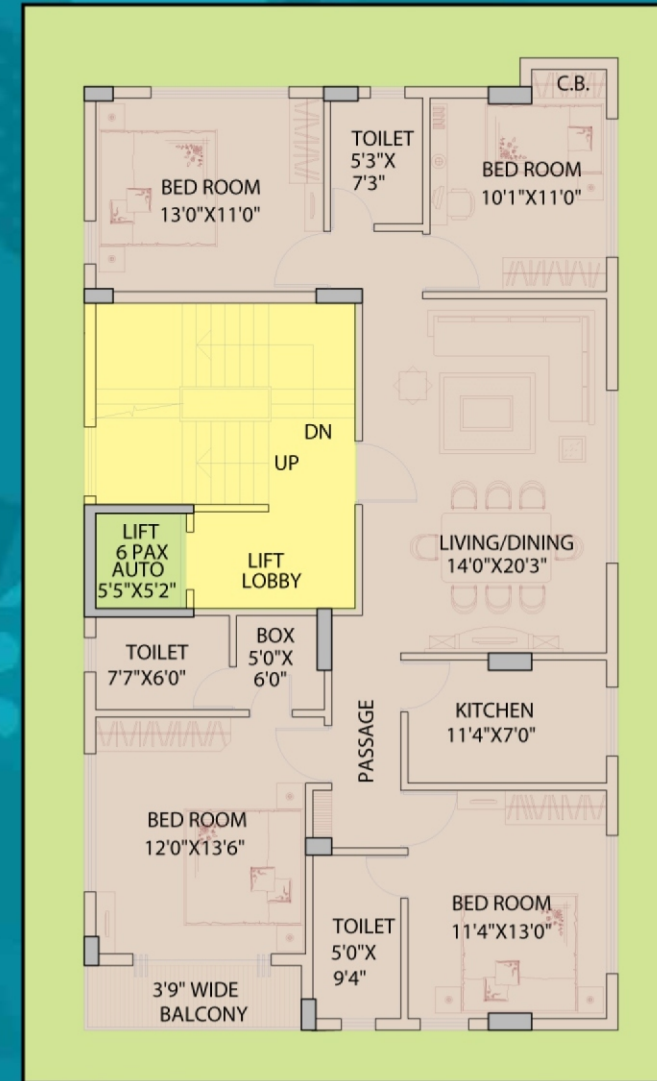 C.B.
TOILET
5'3"X
7'3"
BED ROOM
13'0"X11'0"
BED ROOM
10'1"X11'0"
DN
UP
LIFT
6 PAX
AUTO
5'5"X5'2"
LIFT
LOBBY
LIVING/DINING
14'0"X20'3"
TOILET
7'7"X6'0"
BOX
5'0"X
6'0"
PASSAGE
KITCHEN
11'4"X7'0"
BED ROOM
12'0"X13'6"
BED ROOM
11'4"X13'0"
TOILET
5'0"X
9'4"
3'9" WIDE
BALCONY